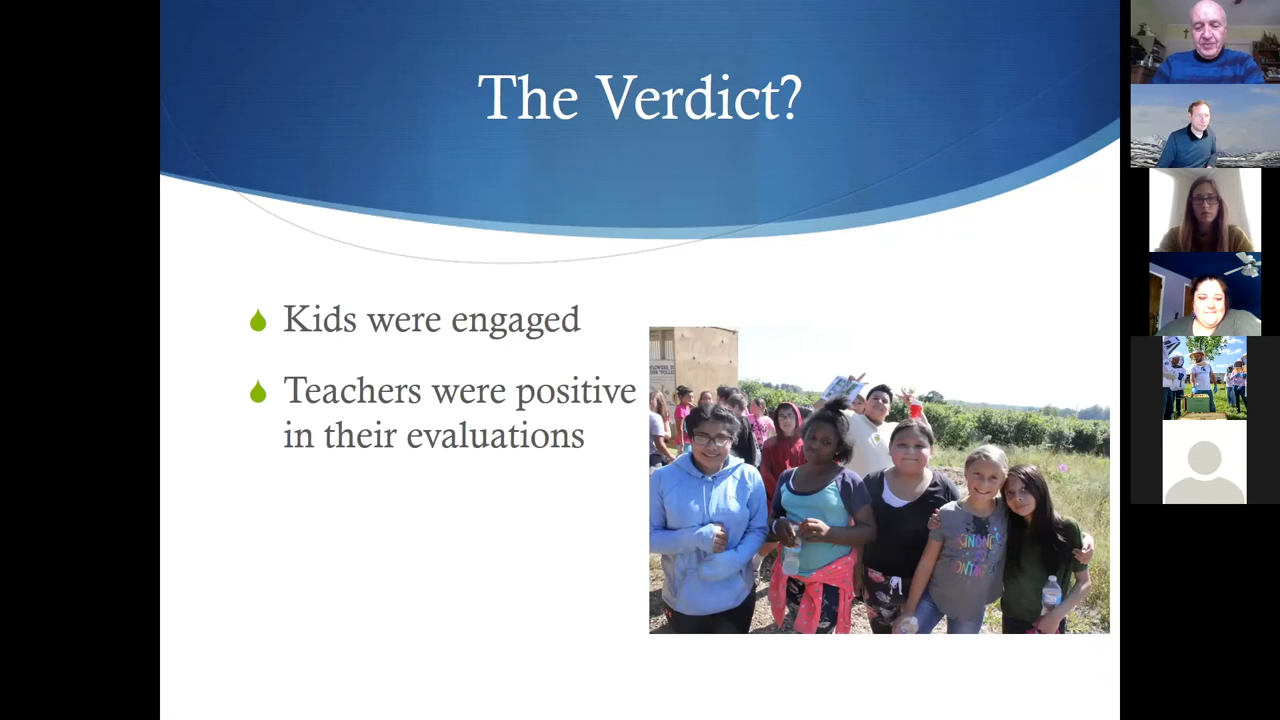 The Verdict?
Kids were engaged
Teachers were positive
in their evaluations